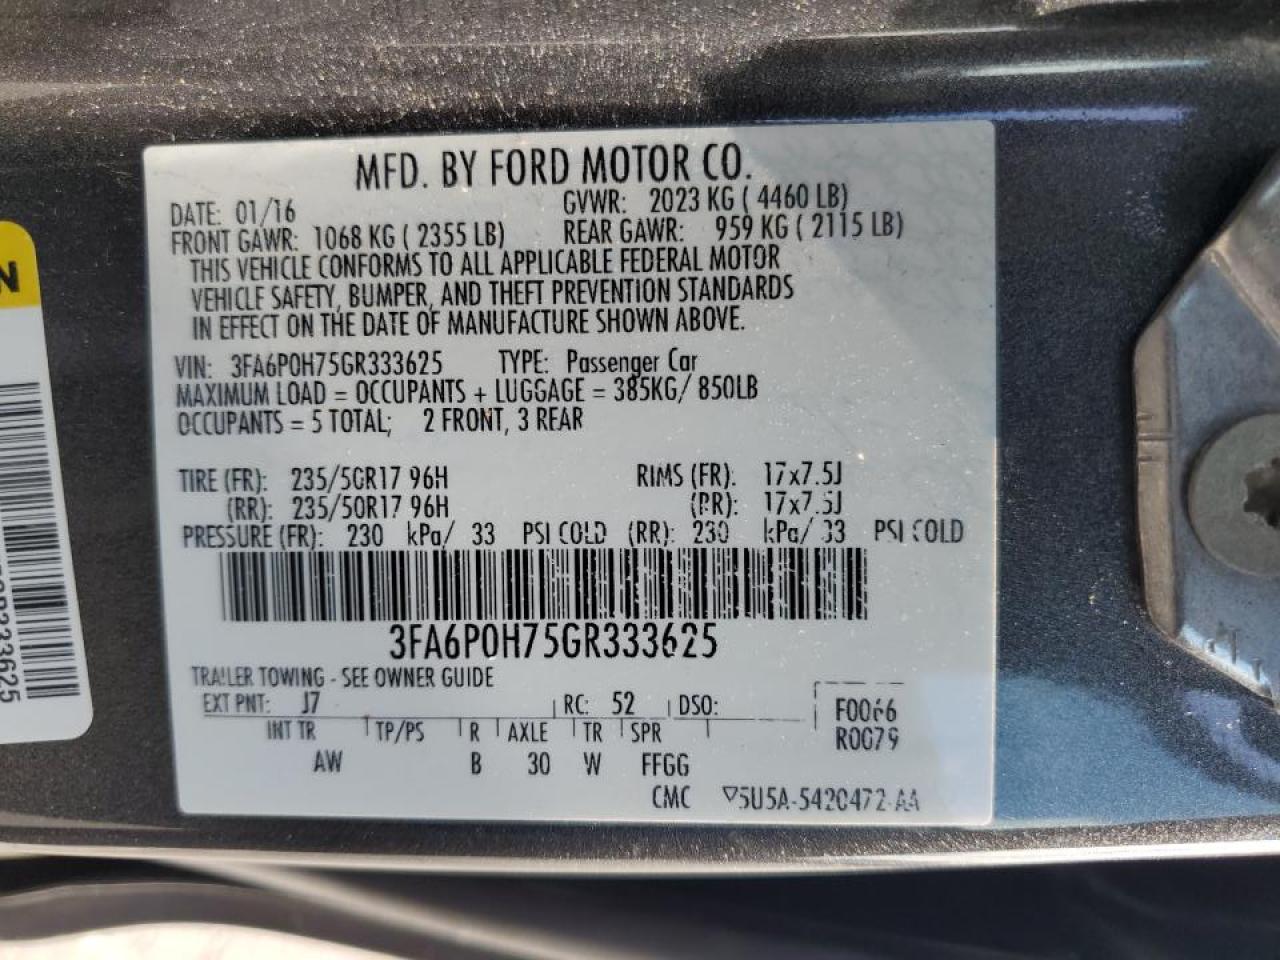 MFD. BY FORD MOTOR CO.
DATE: 01/16 GVWR: 2023 KG ( 4460 LB)
FRONT GAWR: 1068 KG ( 2355 LB) REAR GAWR: 959 KG ( 2115 LB)
THIS VEHICLE CONFORMS TO ALL APPLICABLE FEDERAL MOTOR
VEHICLE SAFETY, BUMPER, AND THEFT PREVENTION STANDARDS
IN EFFECT ON THE DATE OF MANUFACTURE SHOWN ABOVE.
VIN: 3FA6P0H75GR333625 TYPE: Passenger Car
MAXIMUM LOAD = OCCUPANTS + LUGGAGE = 385KG/ 850LB
OCCUPANTS = 5 TOTAL; 2 FRONT, 3 REAR
TIRE (FR): 235/50R17 96H RIMS (FR): 17x7.5J
(RR): 235/50R17 96H (RR): 17x7.5J
PRESSURE (FR): 230 kPa/ 33 PSI COLD (RR): 230 kPa/ 33 PSI COLD
3FA6P0H75GR333625
TRAILER TOWING - SEE OWNER GUIDE
EXT PNT: J7 RC: 52 DSO:
F0066
R0079
INT TR TP/PS R AXLE TR SPR
AW B 30 W FFGG
CMC ▽5U5A-5420472-AA
N
333625